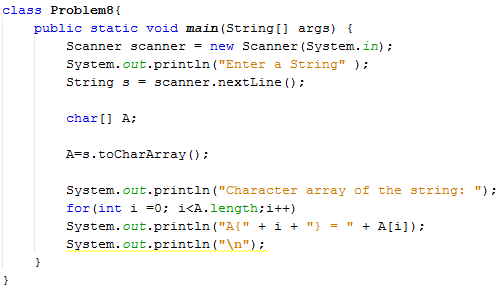 class Problem8{
public static void main(String[] args) {
Scanner scanner = new Scanner(System.in);
System.out.println("Enter a String" );
String s = scanner.nextLine();
char[] A;
A=s.toCharArray();
System.out.println("Character array of the string: ");
for(int i =0; i<A.length;i++)
System.out.println("A{" + i + "} = " + A[i]);
System.out.println("\n");
}
}